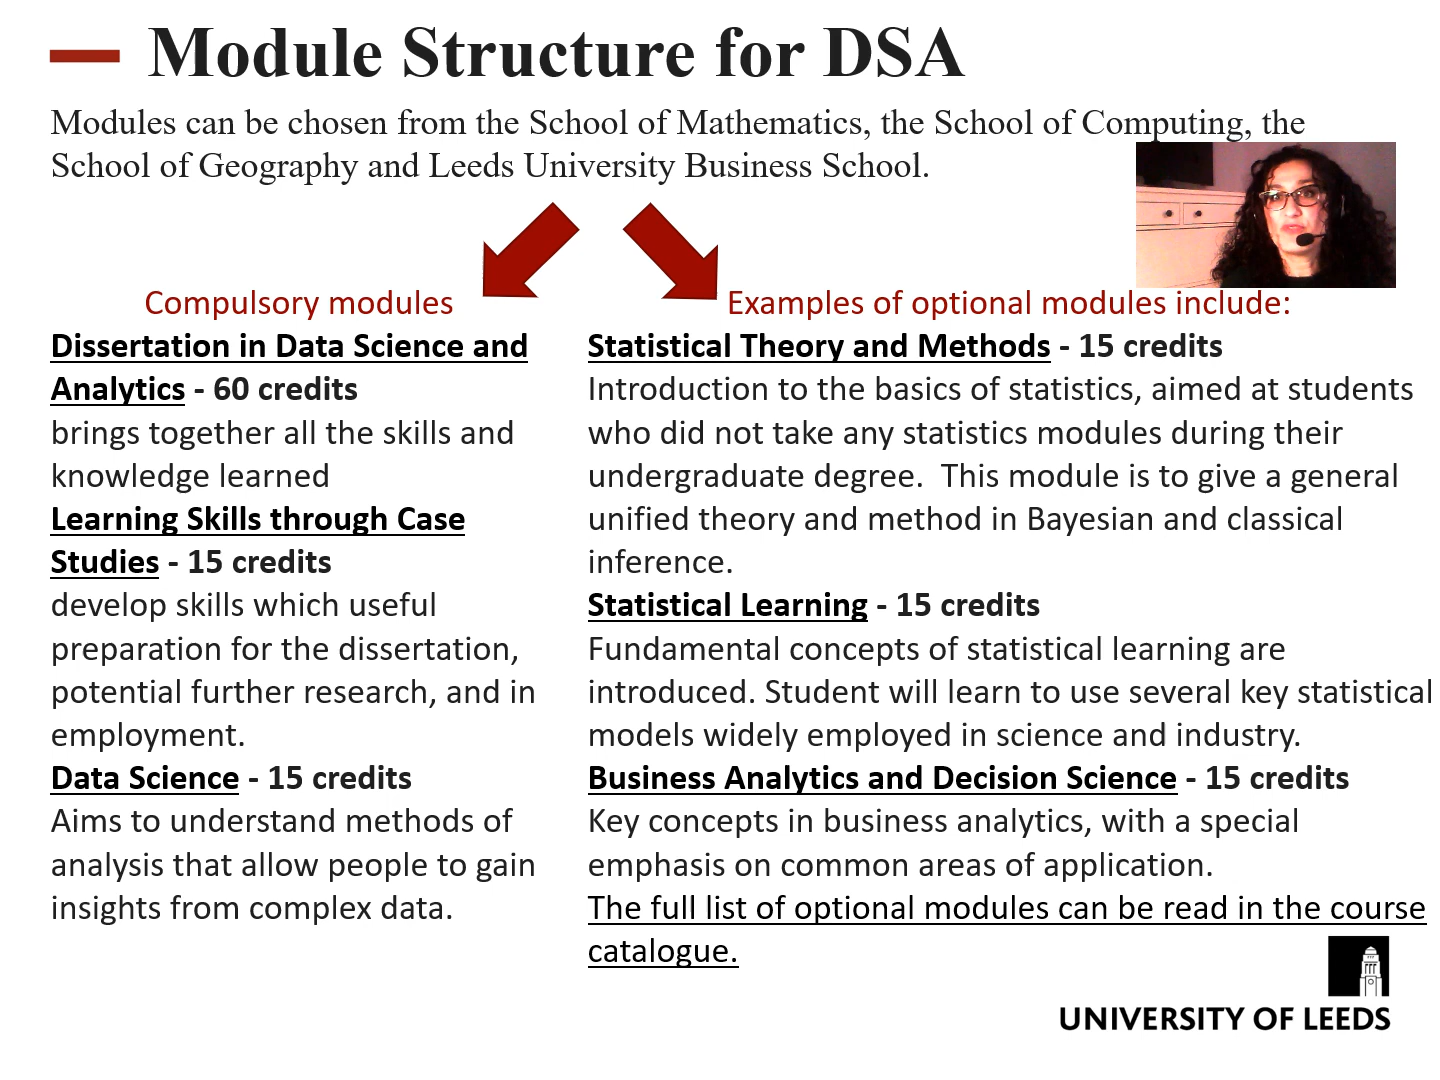 Module Structure for DSA
Modules can be chosen from the School of Mathematics, the School of Computing, the
School of Geography and Leeds University Business School.
Compulsory modules
Dissertation in Data Science and
Analytics - 60 credits
brings together all the skills and
knowledge learned
Learning Skills through Case
Studies - 15 credits
develop skills which useful
preparation for the dissertation,
potential further research, and in
employment.
Data Science - 15 credits
Aims to understand methods of
analysis that allow people to gain
insights from complex data.
Examples of optional modules include:
Statistical Theory and Methods - 15 credits
Introduction to the basics of statistics, aimed at students
who did not take any statistics modules during their
undergraduate degree.  This module is to give a general
unified theory and method in Bayesian and classical
inference.
Statistical Learning - 15 credits
Fundamental concepts of statistical learning are
introduced. Student will learn to use several key statistical
models widely employed in science and industry.
Business Analytics and Decision Science - 15 credits
Key concepts in business analytics, with a special
emphasis on common areas of application.
The full list of optional modules can be read in the course
catalogue.
UNIVERSITY OF LEEDS